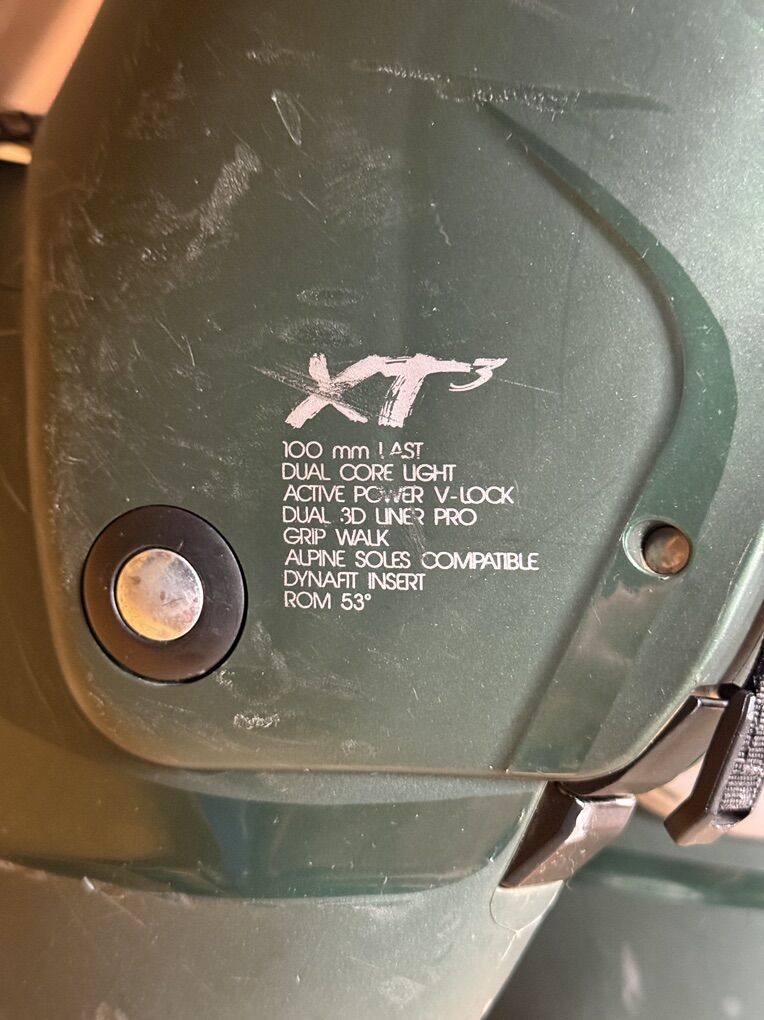 XT3
100 mm LAST
DUAL CORE LIGHT
ACTIVE POWER V-LOCK
DUAL 3D LINER PRO
GRIP WALK
ALPINE SOLES COMPATIBLE
DYNAFIT INSERT
ROM 53°